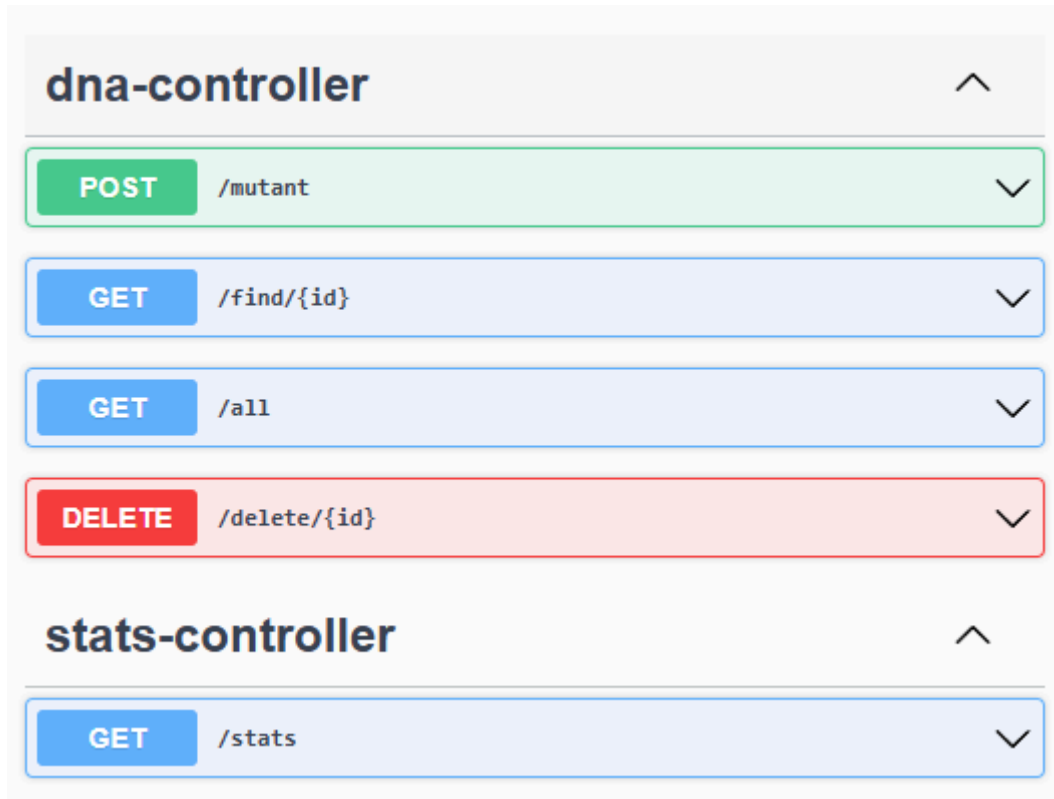 dna-controller
POST /mutant
GET /find/{id}
GET /all
DELETE /delete/{id}
stats-controller
GET /stats